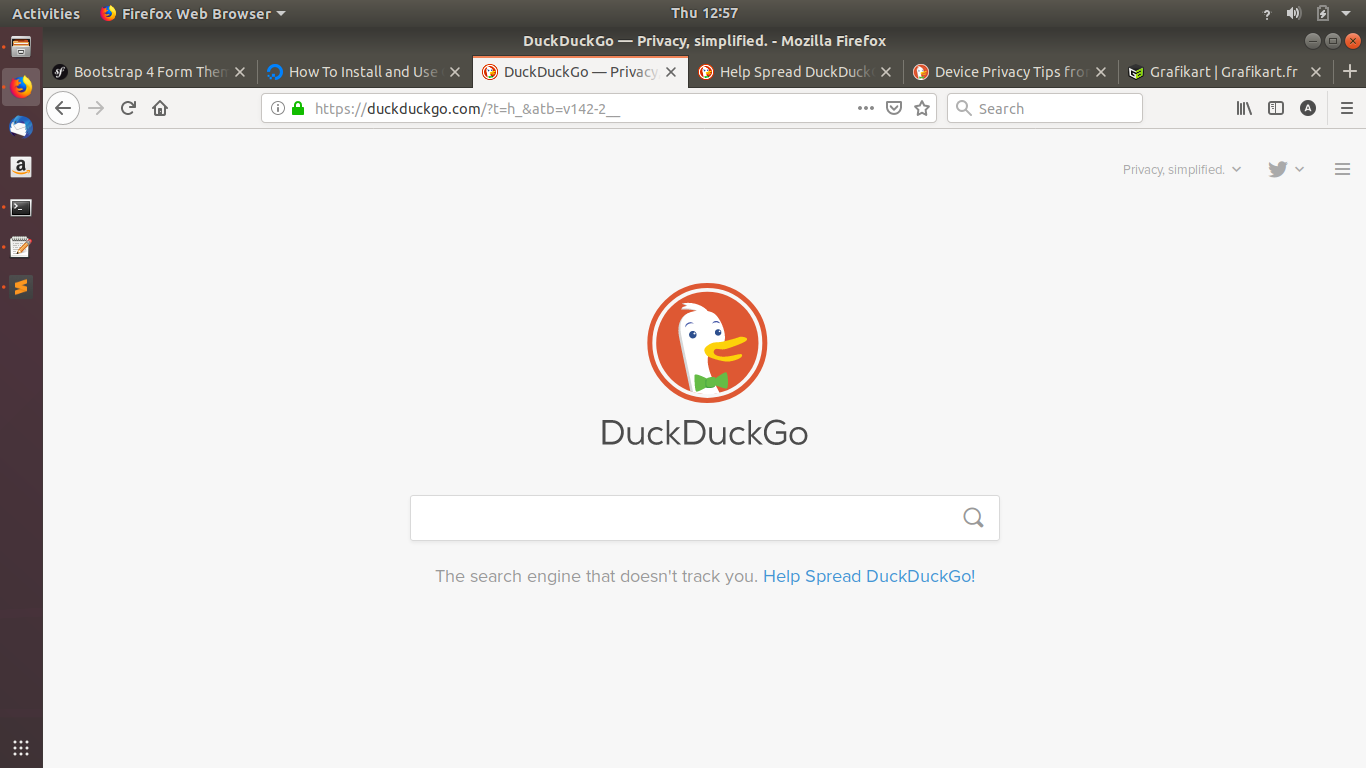 Activities Firefox Web Browser Thu 12:57 ?
DuckDuckGo — Privacy, simplified. - Mozilla Firefox
Bootstrap 4 Form Then How To Install and Use DuckDuckGo — Privacy Help Spread DuckDuck Device Privacy Tips from Grafikart | Grafikart.fr
https://duckduckgo.com/?t=h_&atb=v142-2__ Search A
Privacy, simplified.
DuckDuckGo
The search engine that doesn't track you. Help Spread DuckDuckGo!